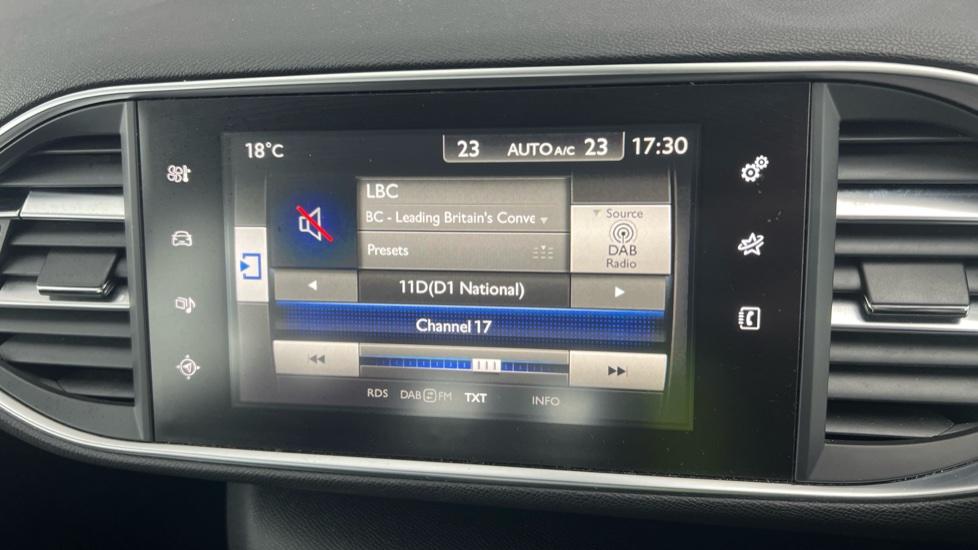 18°C 23 AUTO A/C 23 17:30
LBC
BC - Leading Britain's Conve
Source
DAB
Radio
Presets
11D(D1 National)
Channel 17
RDS DAB FM TXT INFO